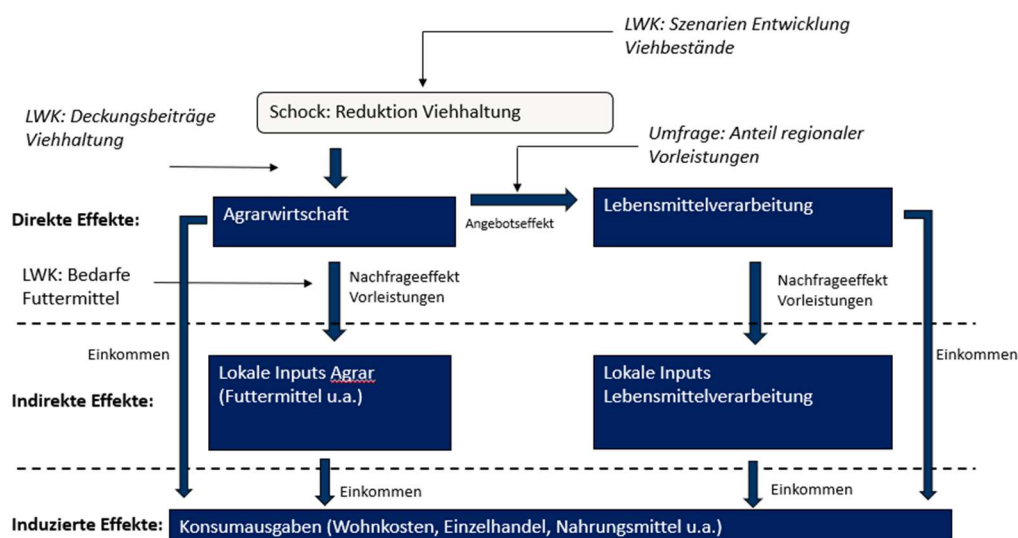 LWK: Szenarien Entwicklung
Viehbestände
Schock: Reduktion Viehhaltung
LWK: Deckungsbeiträge
Viehhaltung
Umfrage: Anteil regionaler
Vorleistungen
Direkte Effekte:
Agrarwirtschaft
Angebotseffekt
Lebensmittelverarbeitung
LWK: Bedarfe
Futtermittel
Nachfrageeffekt
Vorleistungen
Nachfrageeffekt
Vorleistungen
Einkommen
Einkommen
Indirekte Effekte:
Lokale Inputs Agrar
(Futtermittel u.a.)
Lokale Inputs
Lebensmittelverarbeitung
Einkommen
Einkommen
Induzierte Effekte:
Konsumausgaben (Wohnkosten, Einzelhandel, Nahrungsmittel u.a.)